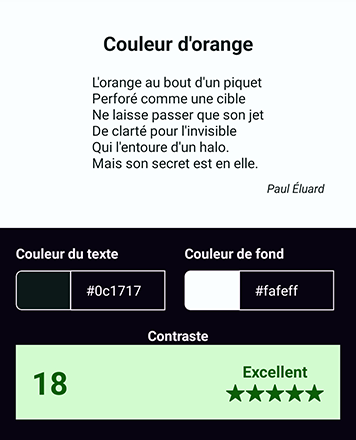 Couleur d'orange
L'orange au bout d'un piquet
Perforé comme une cible
Ne laisse passer que son jet
De clarté pour l'invisible
Qui l'entoure d'un halo.
Mais son secret est en elle.
Paul Éluard
Couleur du texte
Couleur de fond
#0c1717
#fafeff
Contraste
18
Excellent
★★★★★